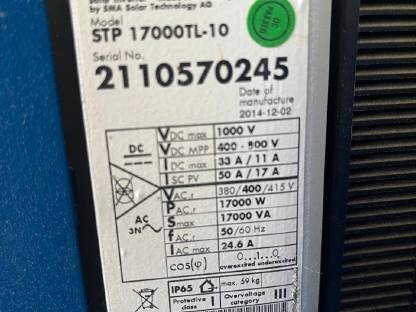 by SMA Solar Technology AG
Model
STP 17000TL-10
Serial No.
2110570245
Date of
manufacture
2014-12-02
DC
VDC max 1000 V
VDC MPP 400 - 800 V
IDC max 33 A / 11 A
ISC PV 50 A / 17 A
AC
3N~
VAC,r 380/400/415 V
PAC,r 17000 W
Smax 17000 VA
fAC,r 50/60 Hz
IAC max 24.6 A
cos(φ) 0...1...0
overexcited underexcited
IP65 max. 59 kg
Protective class I Overvoltage category III